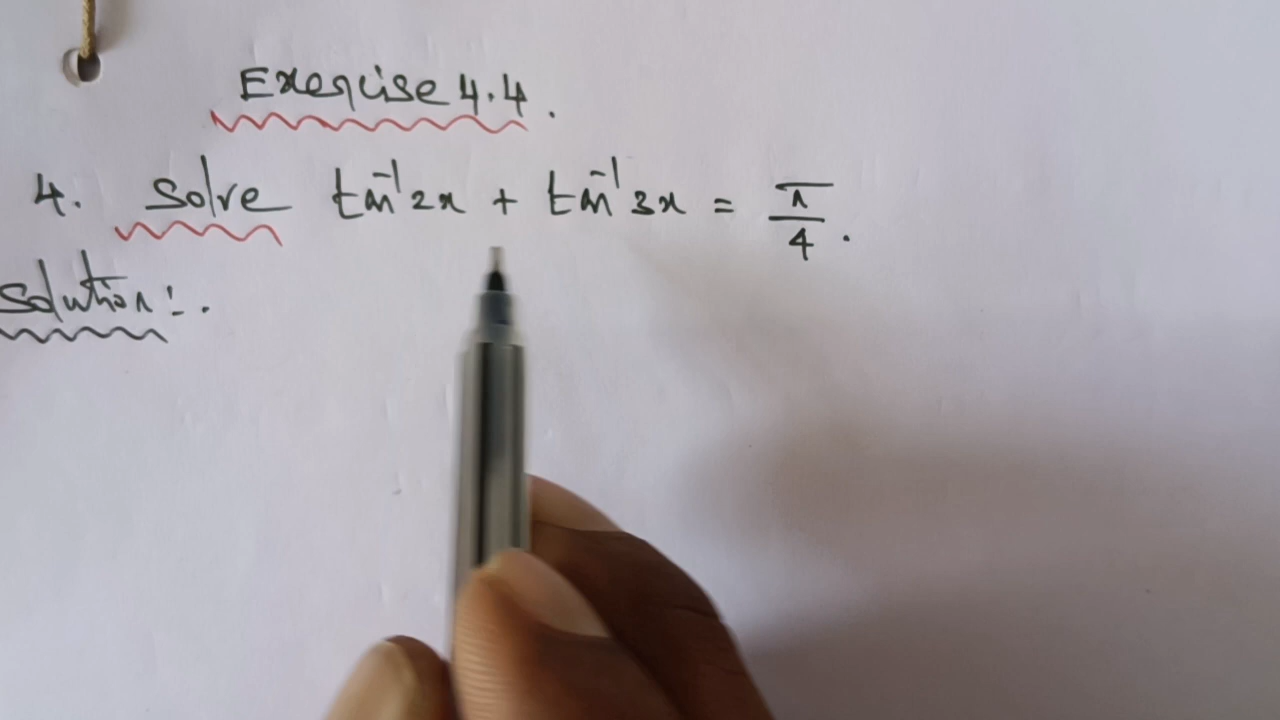 Exercise 4.4.
4. Solve tan⁻¹2x + tan⁻¹3x = π/4.
Solution:.